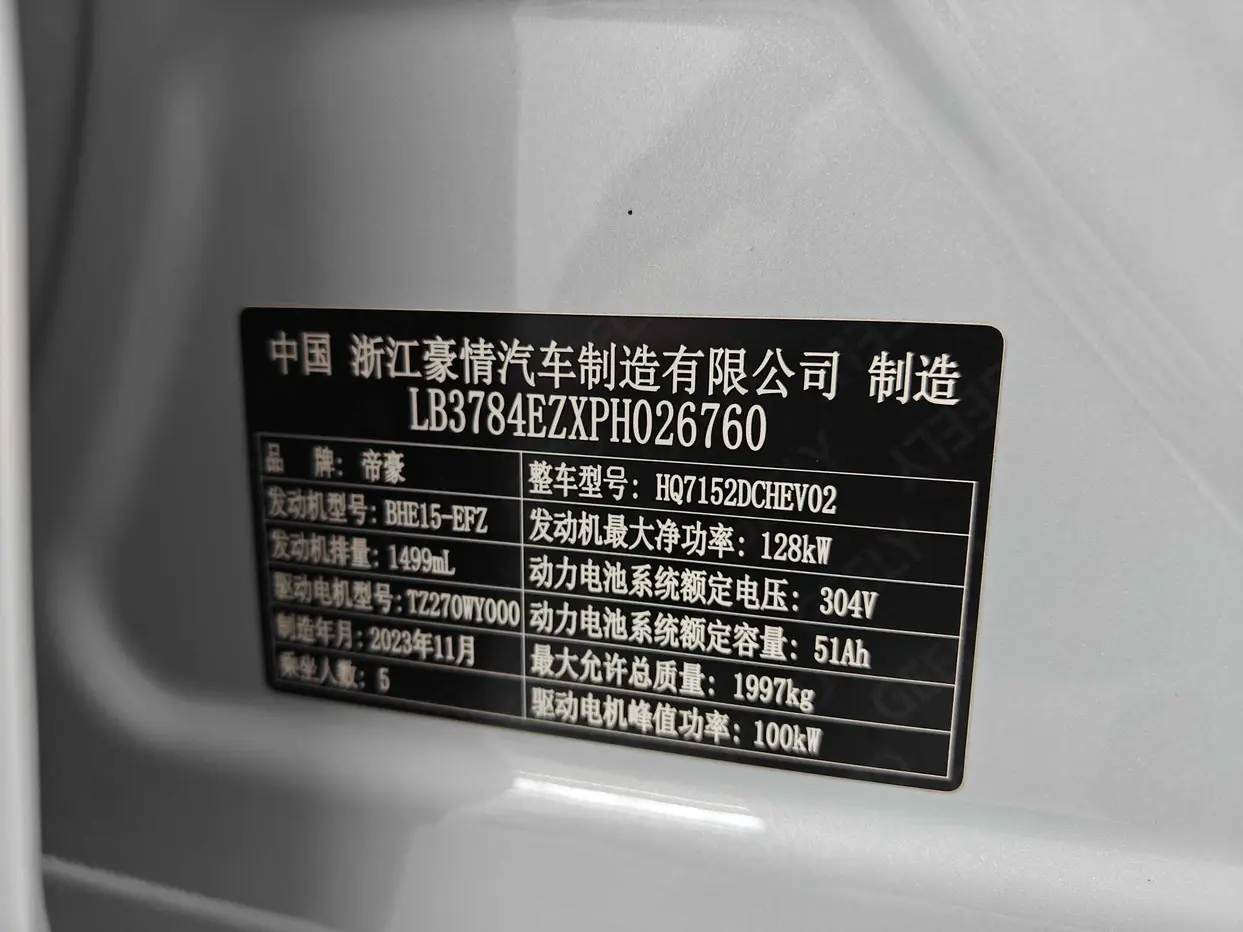 中国 浙江豪情汽车制造有限公司 制造
LB3784EZXPH026760
品 牌: 帝豪
整车型号: HQ7152DCHEV02
发动机型号: BHE15-EFZ
发动机最大净功率: 128kW
发动机排量: 1499mL
动力电池系统额定电压: 304V
驱动电机型号: TZ270WY000
动力电池系统额定容量: 51Ah
制造年月: 2023年11月
最大允许总质量: 1997kg
乘坐人数: 5
驱动电机峰值功率: 100kW
GEELY